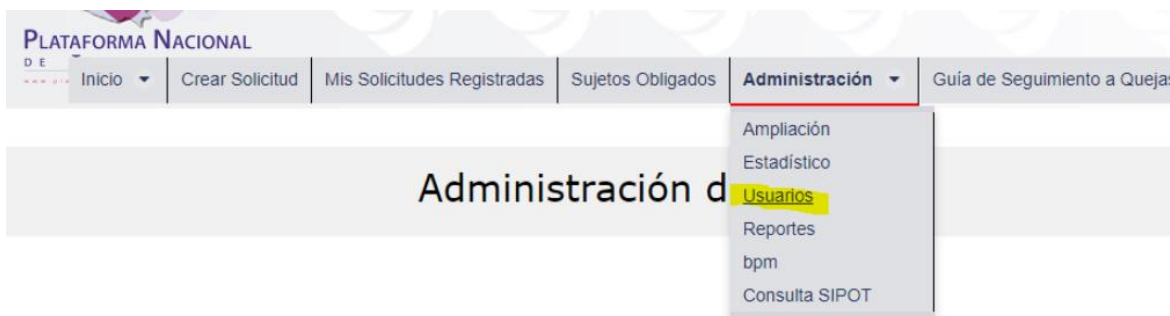 PLATAFORMA NACIONAL
DE
Inicio Crear Solicitud Mis Solicitudes Registradas Sujetos Obligados Administración Guía de Seguimiento a Quejas
Ampliación
Estadístico
Administración d
Usuarios
Reportes
bpm
Consulta SIPOT